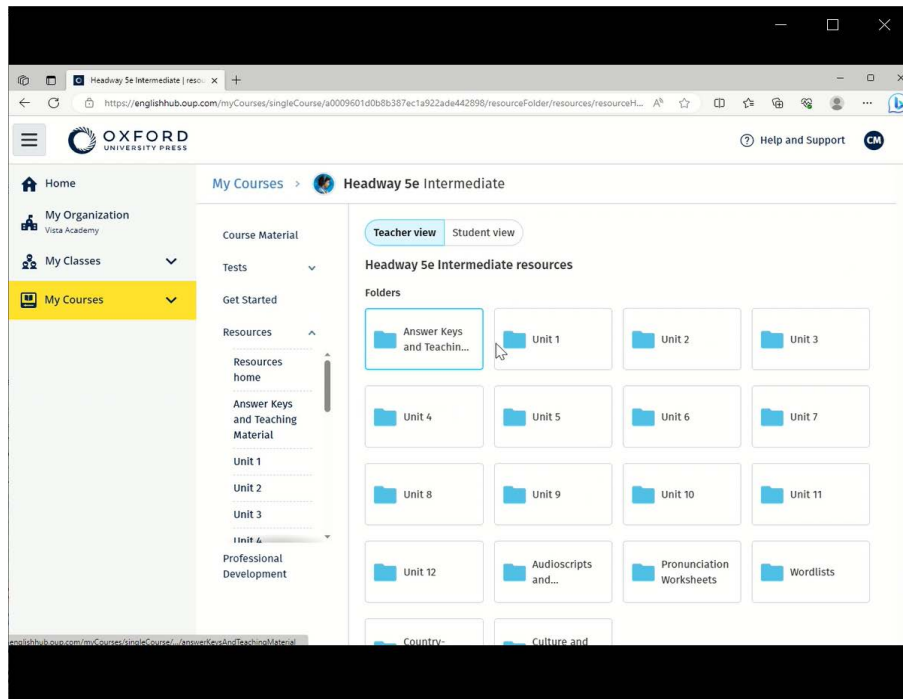 Headway 5e Intermediate | reso
https://englishhub.oup.com/myCourses/singleCourse/a0009601d0b8b387ec1a922ade442898/resourceFolder/resources/resourceH...
OXFORD
UNIVERSITY PRESS
Help and Support
CM
Home
My Organization
Vista Academy
My Classes
My Courses
My Courses > Headway 5e Intermediate
Course Material
Tests
Get Started
Resources
Resources
home
Answer Keys
and Teaching
Material
Unit 1
Unit 2
Unit 3
Unit 4
Professional
Development
Teacher view
Student view
Headway 5e Intermediate resources
Folders
Answer Keys
and Teachin...
Unit 1
Unit 2
Unit 3
Unit 4
Unit 5
Unit 6
Unit 7
Unit 8
Unit 9
Unit 10
Unit 11
Unit 12
Audioscripts
and...
Pronunciation
Worksheets
Wordlists
Country-
Culture and
englishhub.oup.com/myCourses/singleCourse/.../answerKeysAndTeachingMaterial